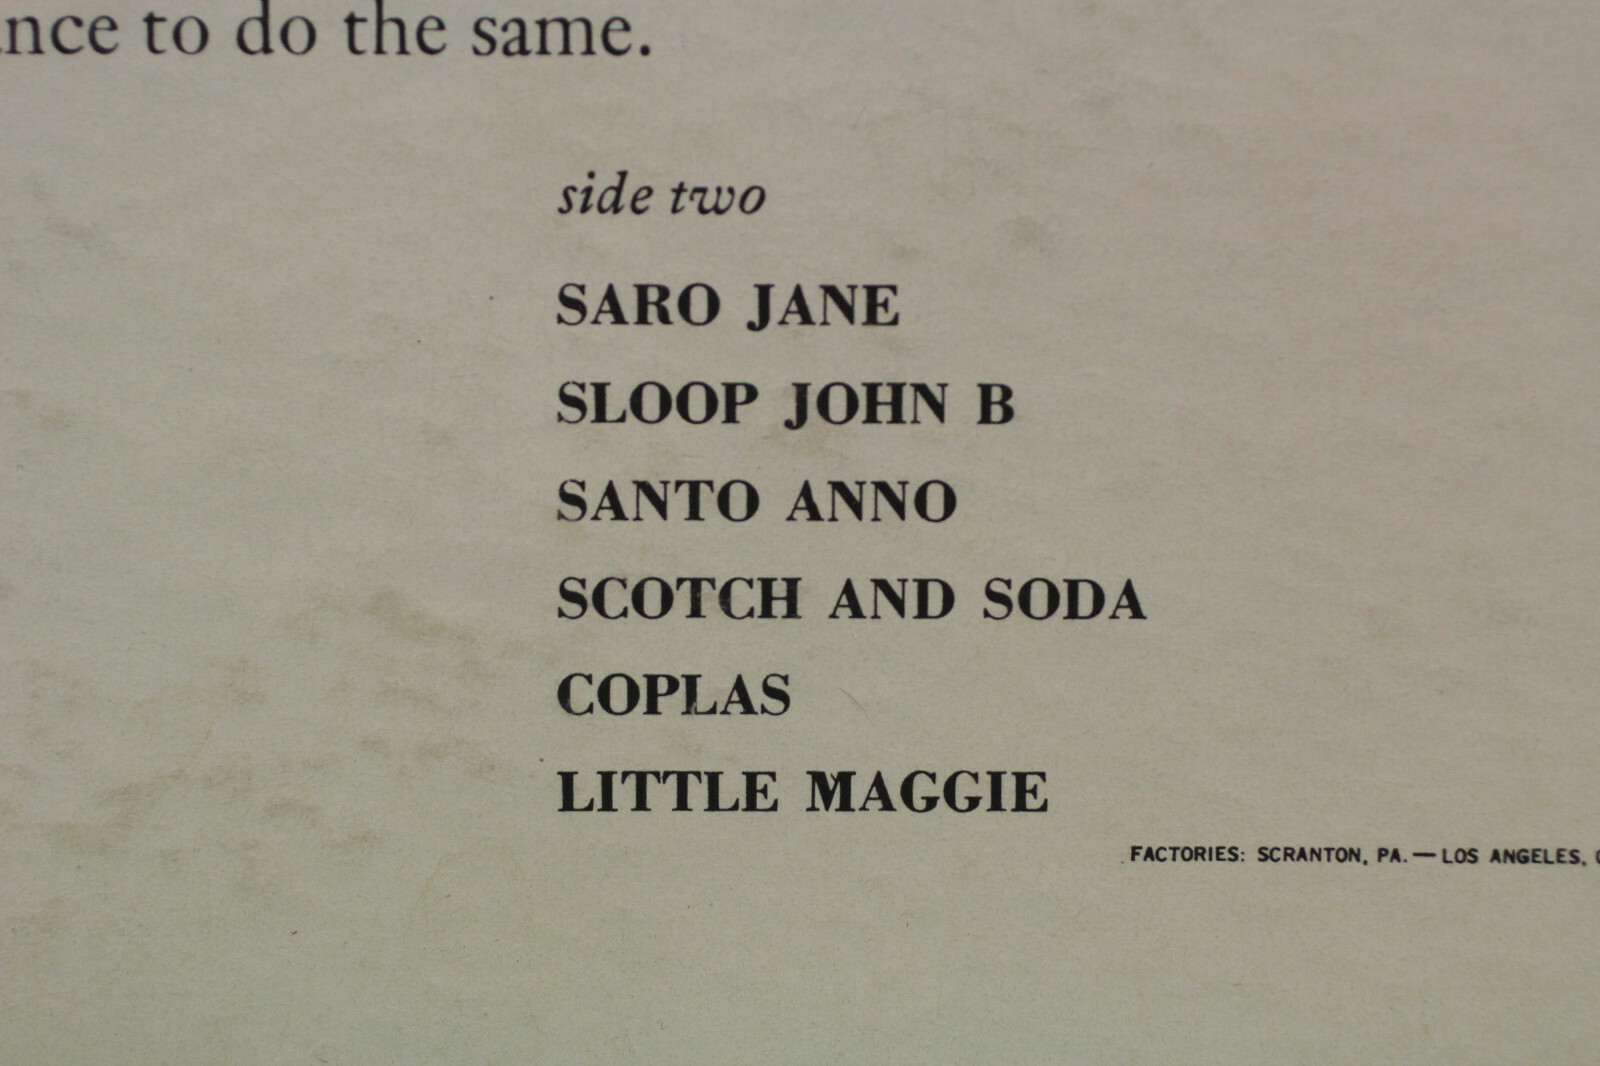 to do the same.
side two
SARO JANE
SLOOP JOHN B
SANTO ANNO
SCOTCH AND SODA
COPLAS
LITTLE MAGGIE
FACTORIES: SCRANTON, PA. — LOS ANGELES,